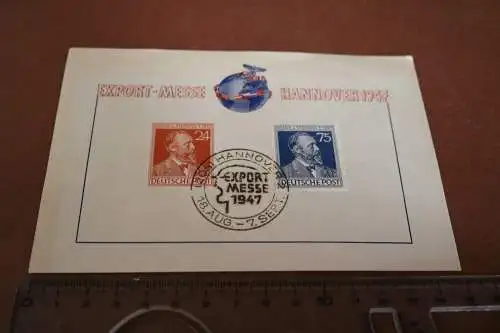 EXPORT-MESSE HANNOVER 1947
24
75
DEUTSCHE POST
DEUTSCHE POST
HANNOVER
EXPORT
MESSE
1947
18. AUG. - 7. SEPT.